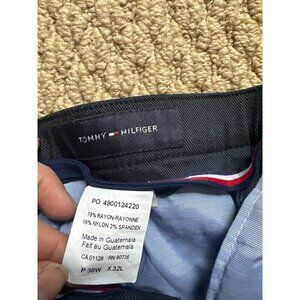 TOMMY HILFIGER
PO 4900124220
78% RAYON-RAYONNE
19% NYLON 3% SPANDEX
Made in Guatemala
Fait au Guatemala
CA 01129 RN 90736
P 38W X 32L